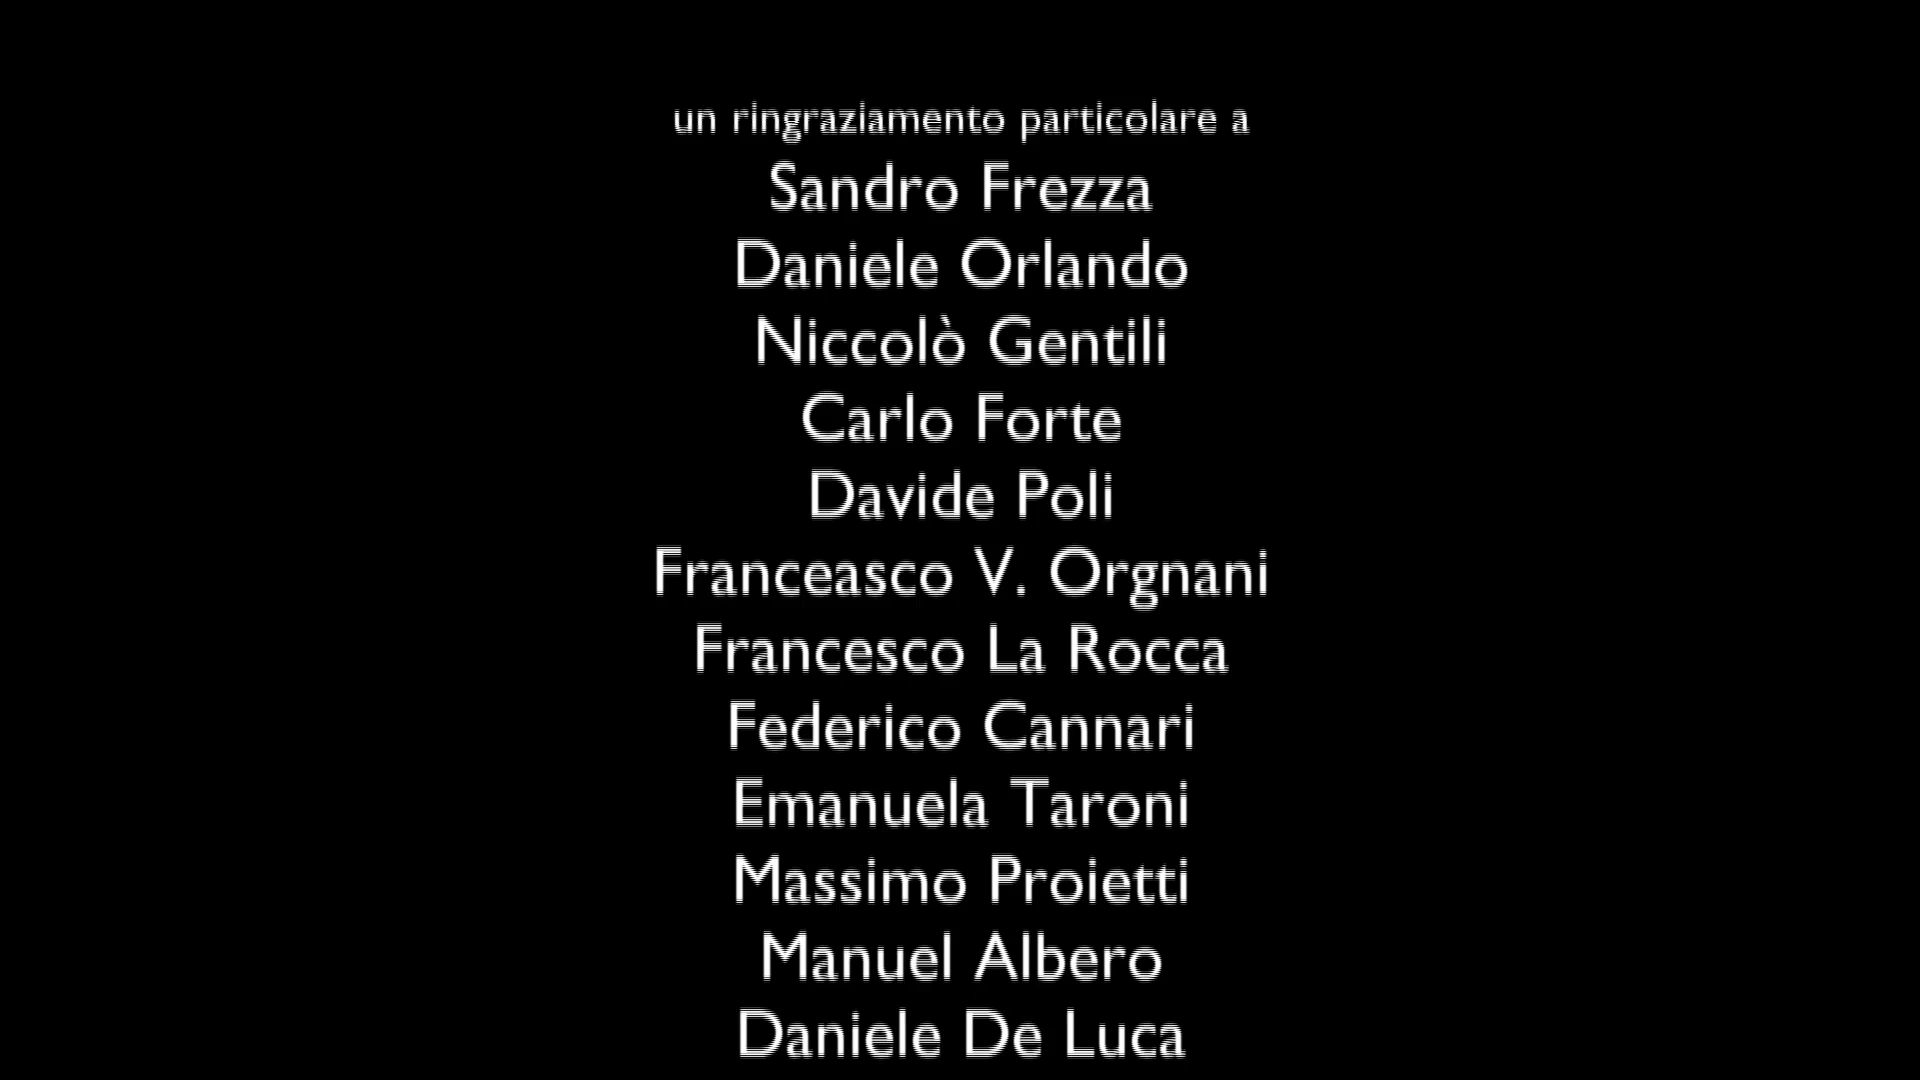 un ringraziamento particolare a
Sandro Frezza
Daniele Orlando
Niccolò Gentili
Carlo Forte
Davide Poli
Franceasco V. Orgnani
Francesco La Rocca
Federico Cannari
Emanuela Taroni
Massimo Proietti
Manuel Albero
Daniele De Luca